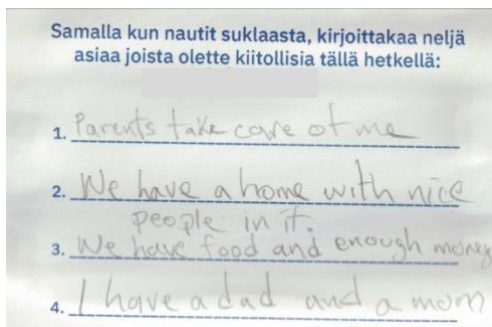 Samalla kun nautit suklaasta, kirjoittakaa neljä
asiaa joista olette kiitollisia tällä hetkellä:
1. Parents take care of me
2. We have a home with nice
people in it.
3. We have food and enough money
4. I have a dad and a mom